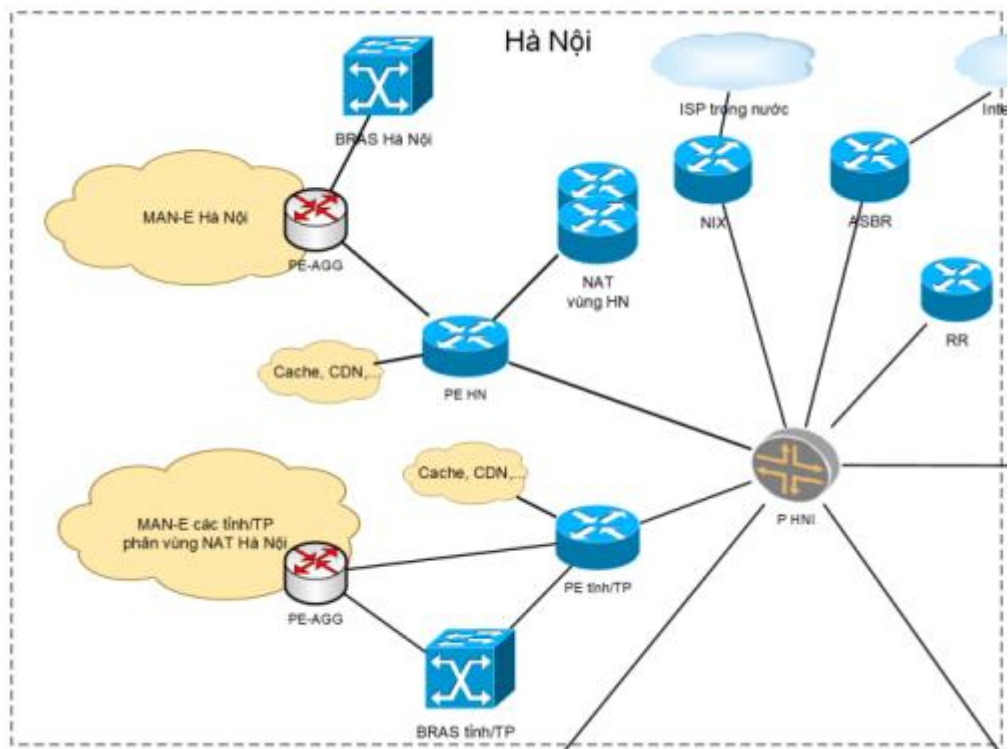 Hà Nội
BRAS Hà Nội
ISP trong nước
Inte
MAN-E Hà Nội
PE-AGG
NIX
ASBR
NAT
vùng HN
RR
Cache, CDN,...
PE HN
Cache, CDN,...
P HNI
MAN-E các tỉnh/TP
phân vùng NAT Hà Nội
PE-AGG
PE tỉnh/TP
BRAS tỉnh/TP